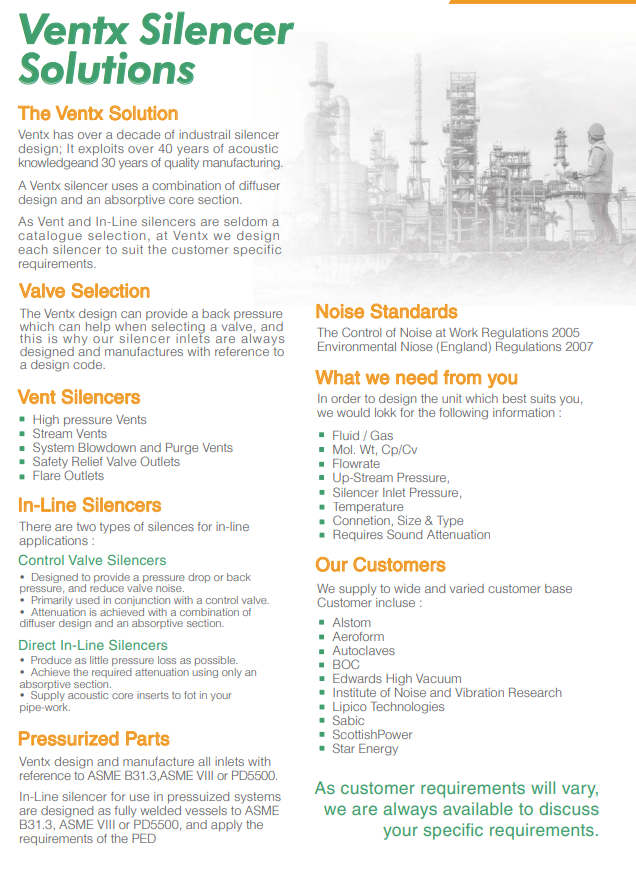 Ventx Silencer
Solutions
The Ventx Solution
Ventx has over a decade of industrail silencer
design; It exploits over 40 years of acoustic
knowledgeand 30 years of quality manufacturing.
A Ventx silencer uses a combination of diffuser
design and an absorptive core section.
As Vent and In-Line silencers are seldom a
catalogue selection, at Ventx we design
each silencer to suit the customer specific
requirements.
Valve Selection
The Ventx design can provide a back pressure
which can help when selecting a valve, and
this is why our silencer inlets are always
designed and manufactures with reference to
a design code.
Vent Silencers
High pressure Vents
Stream Vents
System Blowdown and Purge Vents
Safety Relief Valve Outlets
Flare Outlets
In-Line Silencers
There are two types of silences for in-line
applications :
Control Valve Silencers
• Designed to provide a pressure drop or back
pressure, and reduce valve noise.
• Primarily used in conjunction with a control valve.
• Attenuation is achieved with a combination of
diffuser design and an absorptive section.
Direct In-Line Silencers
• Produce as little pressure loss as possible.
• Achieve the required attenuation using only an
absorptive section.
• Supply acoustic core inserts to fot in your
pipe-work.
Pressurized Parts
Ventx design and manufacture all inlets with
reference to ASME B31.3,ASME VIII or PD5500.
In-Line silencer for use in pressuized systems
are designed as fully welded vessels to ASME
B31.3, ASME VIII or PD5500, and apply the
requirements of the PED
Noise Standards
The Control of Noise at Work Regulations 2005
Environmental Niose (England) Regulations 2007
What we need from you
In order to design the unit which best suits you,
we would lokk for the following information :
Fluid / Gas
Mol. Wt, Cp/Cv
Flowrate
Up-Stream Pressure,
Silencer Inlet Pressure,
Temperature
Connetion, Size & Type
Requires Sound Attenuation
Our Customers
We supply to wide and varied customer base
Customer incluse :
Alstom
Aeroform
Autoclaves
BOC
Edwards High Vacuum
Institute of Noise and Vibration Research
Lipico Technologies
Sabic
ScottishPower
Star Energy
As customer requirements will vary,
we are always available to discuss
your specific requirements.